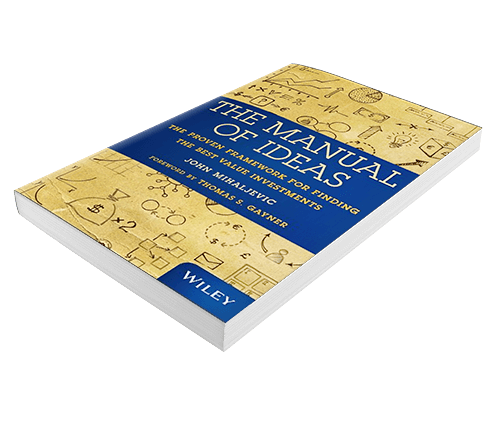 THE MANUAL
OF IDEAS
THE PROVEN FRAMEWORK FOR FINDING
THE BEST VALUE INVESTMENTS
JOHN MIHALJEVIC
FOREWORD BY THOMAS S. GAYNER
$ x2
WILEY